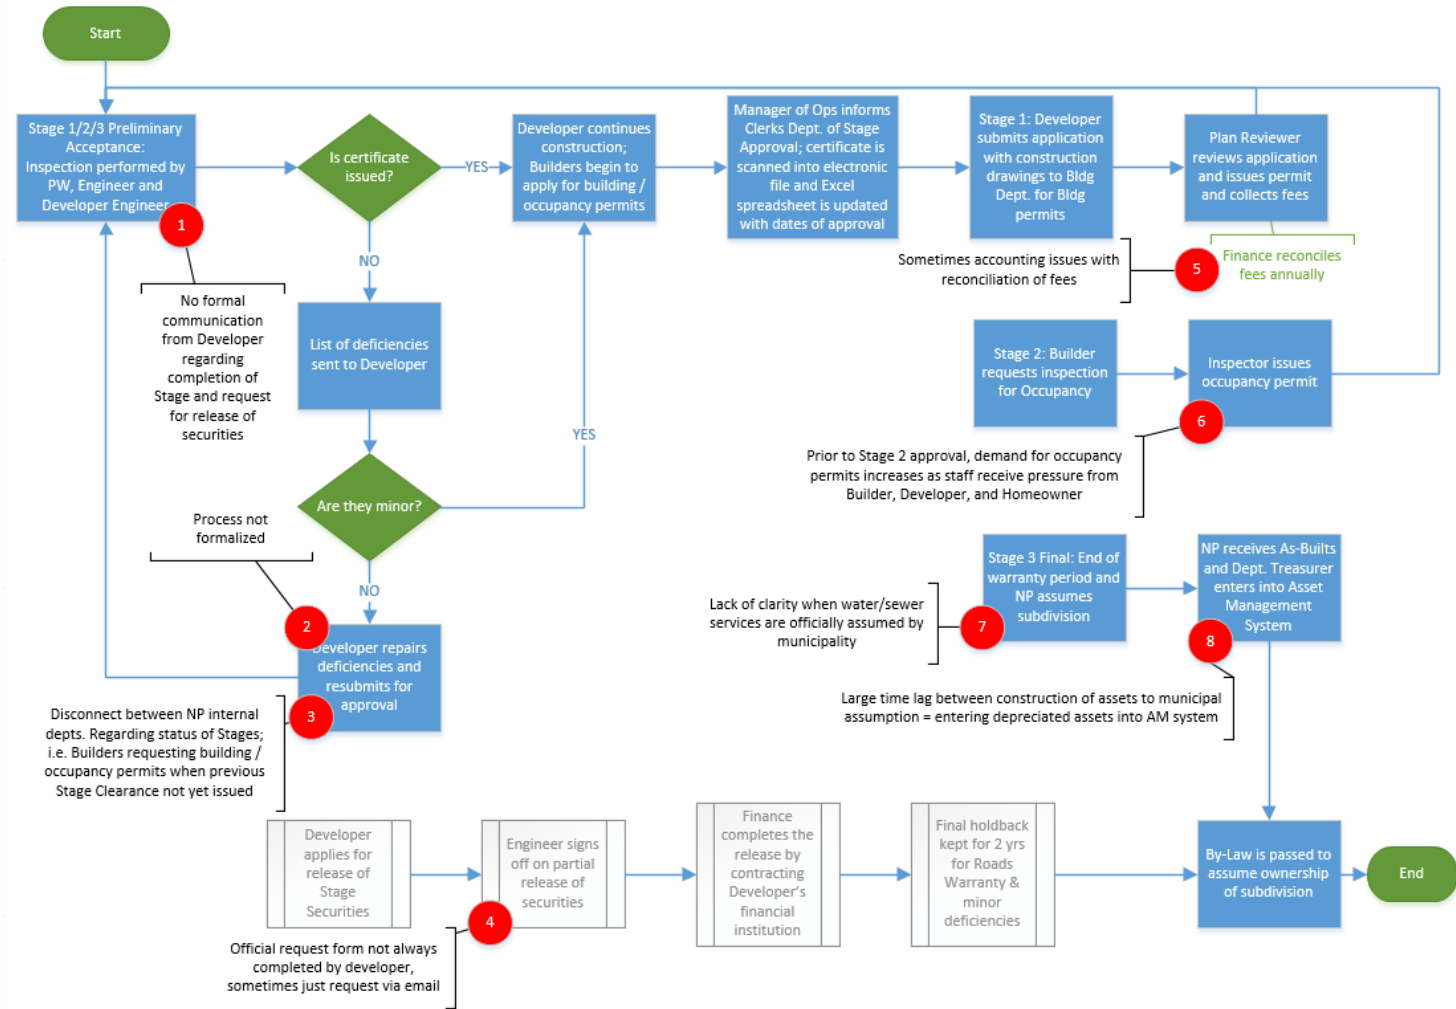 Start
Stage 1/2/3 Preliminary
Acceptance:
Inspection performed by
PW, Engineer and
Developer Engineer
1
Is certificate
issued?
YES
Developer continues
construction;
Builders begin to
apply for building /
occupancy permits
Manager of Ops informs
Clerks Dept. of Stage
Approval; certificate is
scanned into electronic
file and Excel
spreadsheet is updated
with dates of approval
Stage 1: Developer
submits application
with construction
drawings to Bldg
Dept. for Bldg
permits
Plan Reviewer
reviews application
and issues permit
and collects fees
NO
Sometimes accounting issues with
reconciliation of fees
5
Finance reconciles
fees annually
No formal
communication
from Developer
regarding
completion of
Stage and request
for release of
securities
List of deficiencies
sent to Developer
Stage 2: Builder
requests inspection
for Occupancy
Inspector issues
occupancy permit
6
YES
Prior to Stage 2 approval, demand for occupancy
permits increases as staff receive pressure from
Builder, Developer, and Homeowner
Are they minor?
Process not
formalized
NO
2
Developer repairs
deficiencies and
resubmits for
approval
3
Stage 3 Final: End of
warranty period and
NP assumes
subdivision
NP receives As-Builts
and Dept. Treasurer
enters into Asset
Management
System
Lack of clarity when water/sewer
services are officially assumed by
municipality
7
8
Large time lag between construction of assets to municipal
assumption = entering depreciated assets into AM system
Disconnect between NP internal
depts. Regarding status of Stages;
i.e. Builders requesting building /
occupancy permits when previous
Stage Clearance not yet issued
Developer
applies for
release of
Stage
Securities
Engineer signs
off on partial
release of
securities
4
Finance
completes the
release by
contracting
Developer's
financial
institution
Final holdback
kept for 2 yrs
for Roads
Warranty &
minor
deficiencies
By-Law is passed to
assume ownership
of subdivision
End
Official request form not always
completed by developer,
sometimes just request via email